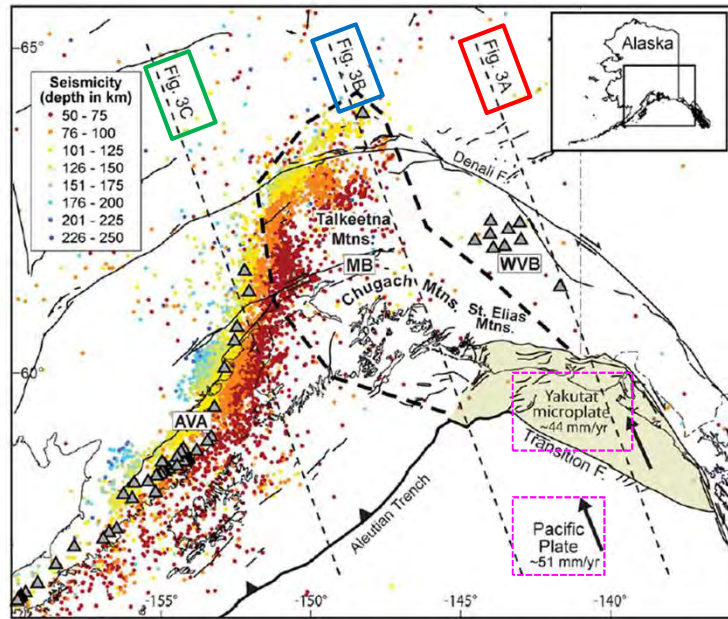 65°
Fig. 3C
Fig. 3B
Fig. 3A
Alaska
Seismicity
(depth in km)
50 - 75
76 - 100
101 - 125
126 - 150
151 - 175
176 - 200
201 - 225
226 - 250
Denali F.
Talkeetna
Mtns.
MB
WVB
Chugach Mtns.
St. Elias
Mtns.
60°
Yakutat
microplate
~44 mm/yr
AVA
Transition F.
Aleutian Trench
Pacific
Plate
~51 mm/yr
-155°
-150°
-145°
-140°